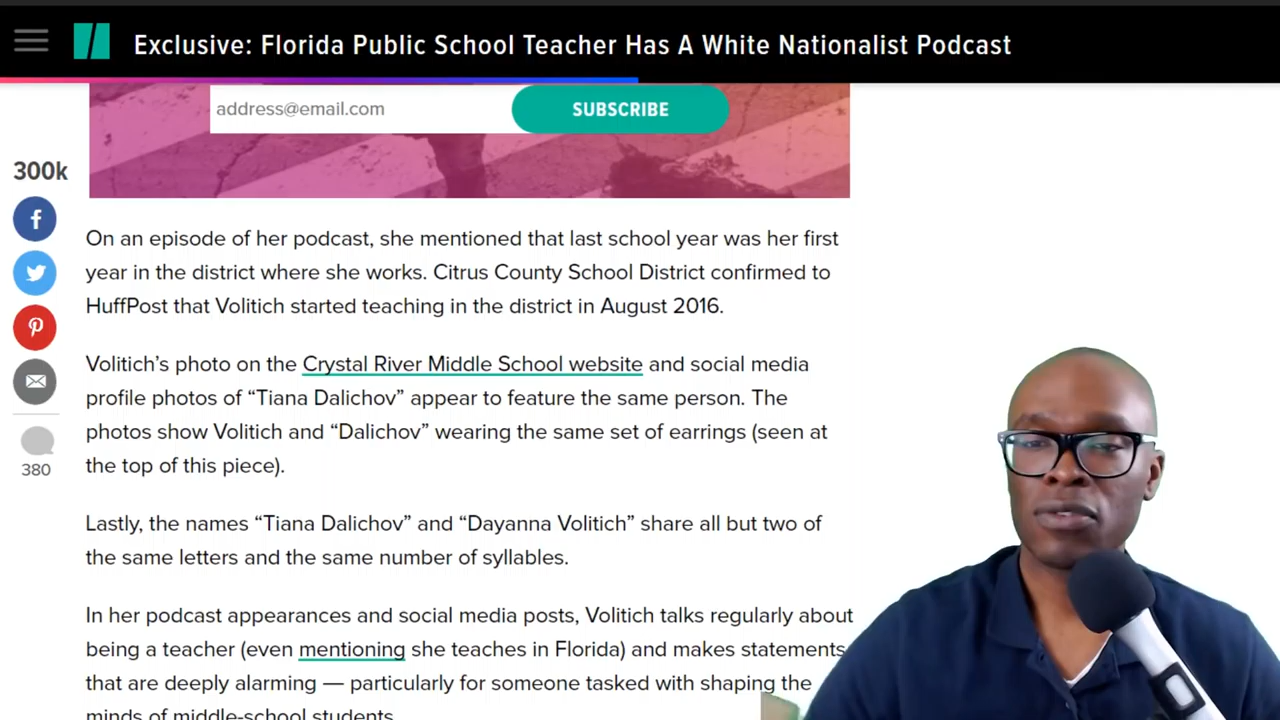 Exclusive: Florida Public School Teacher Has A White Nationalist Podcast
address@email.com
SUBSCRIBE
300k
f
380
On an episode of her podcast, she mentioned that last school year was her first
year in the district where she works. Citrus County School District confirmed to
HuffPost that Volitich started teaching in the district in August 2016.
Volitich’s photo on the Crystal River Middle School website and social media
profile photos of “Tiana Dalichov” appear to feature the same person. The
photos show Volitich and “Dalichov” wearing the same set of earrings (seen at
the top of this piece).
Lastly, the names “Tiana Dalichov” and “Dayanna Volitich” share all but two of
the same letters and the same number of syllables.
In her podcast appearances and social media posts, Volitich talks regularly about
being a teacher (even mentioning she teaches in Florida) and makes statements
that are deeply alarming — particularly for someone tasked with shaping the
minds of middle-school students.